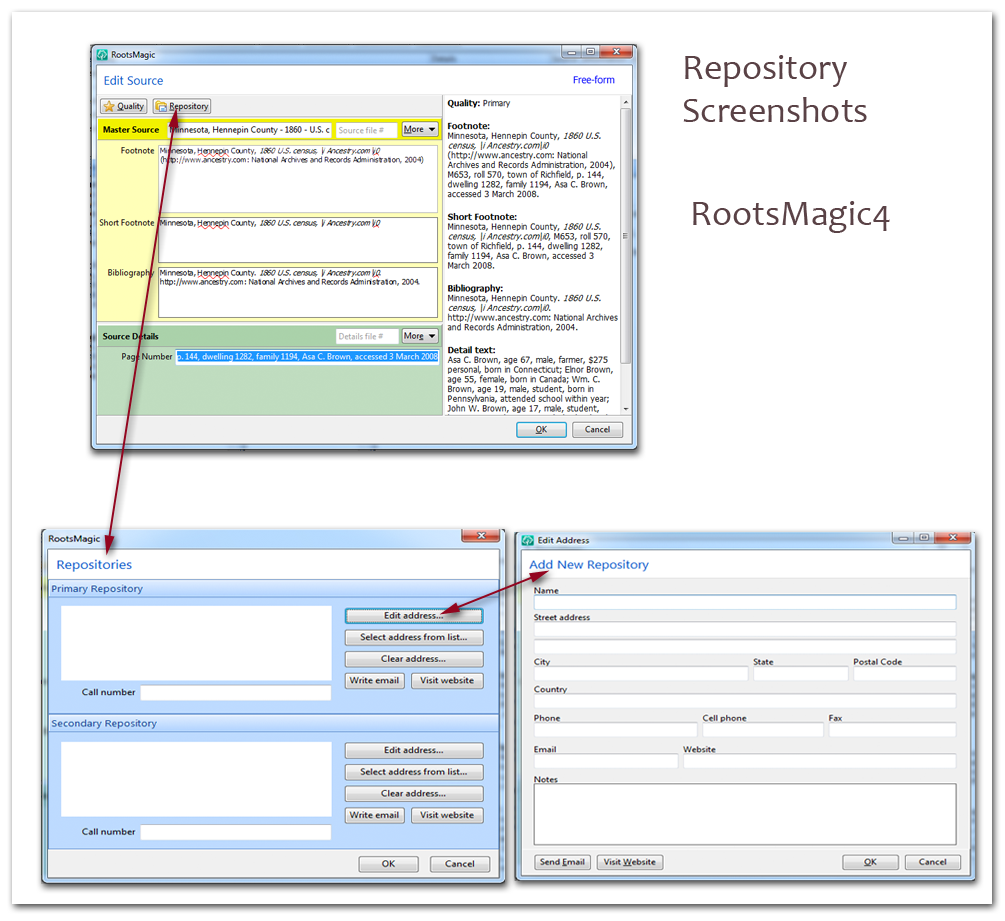 Repository
Screenshots
RootsMagic4
RootsMagic
Edit Source
Free-form
Quality
Repository
Master Source
Minnesota, Hennepin County - 1860 - U.S. c
Source file #
More
Footnote
Minnesota, Hennepin County, 1860 U.S. census, \i Ancestry.com \i0
(http://www.ancestry.com: National Archives and Records Administration, 2004)
Short Footnote
Minnesota, Hennepin County, 1860 U.S. census, \i Ancestry.com \i0
Bibliography
Minnesota, Hennepin County. 1860 U.S. census, \i Ancestry.com \i0.
http://www.ancestry.com: National Archives and Records Administration, 2004.
Source Details
Details file #
More
Page Number
p. 144, dwelling 1282, family 1194, Asa C. Brown, accessed 3 March 2008
Quality: Primary
Footnote:
Minnesota, Hennepin County, 1860 U.S.
census, \i Ancestry.com\i0
(http://www.ancestry.com: National
Archives and Records Administration, 2004),
M653, roll 570, town of Richfield, p. 144,
dwelling 1282, family 1194, Asa C. Brown,
accessed 3 March 2008.
Short Footnote:
Minnesota, Hennepin County, 1860 U.S.
census, \i Ancestry.com\i0, M653, roll 570,
town of Richfield, p. 144, dwelling 1282,
family 1194, Asa C. Brown, accessed 3
March 2008.
Bibliography:
Minnesota, Hennepin County. 1860 U.S.
census, \i Ancestry.com\i0.
http://www.ancestry.com: National Archives
and Records Administration, 2004.
Detail text:
Asa C. Brown, age 67, male, farmer, $275
personal, born in Connecticut; Elnor Brown,
age 55, female, born in Canada; Wm. C.
Brown, age 19, male, student, born in
Pennsylvania, attended school within year;
John W. Brown, age 17, male, student,
OK
Cancel
RootsMagic
Repositories
Primary Repository
Edit address...
Select address from list...
Clear address...
Write email
Visit website
Call number
Secondary Repository
Edit address...
Select address from list...
Clear address...
Write email
Visit website
Call number
OK
Cancel
Edit Address
Add New Repository
Name
Street address
City
State
Postal Code
Country
Phone
Cell phone
Fax
Email
Website
Notes
Send Email
Visit Website
OK
Cancel